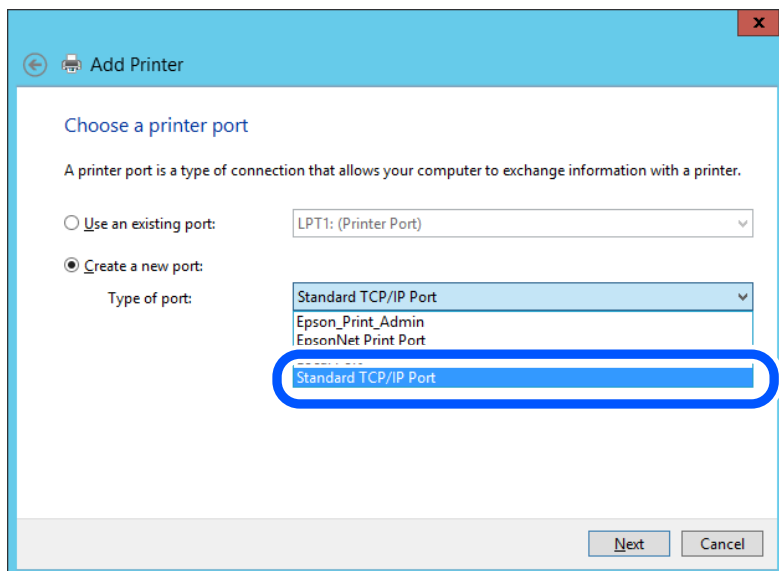 x
Add Printer
Choose a printer port
A printer port is a type of connection that allows your computer to exchange information with a printer.
Use an existing port: LPT1: (Printer Port)
Create a new port:
Type of port: Standard TCP/IP Port
Epson_Print_Admin
EpsonNet Print Port
Standard TCP/IP Port
Next Cancel